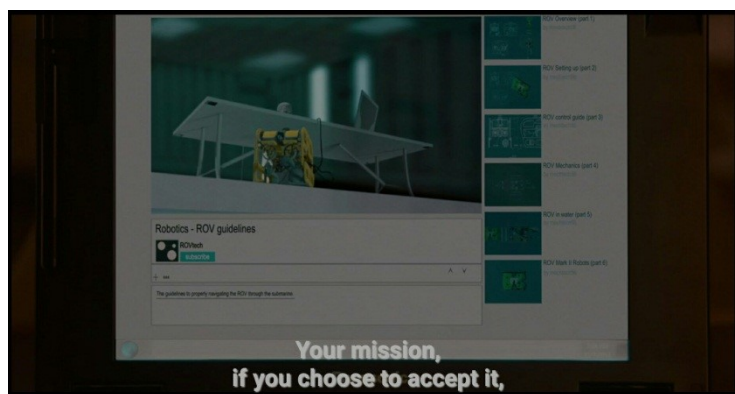 Robotics - ROV guidelines
ROVtech
SUBSCRIBE
The guidelines to properly navigating the ROV through the submarine.
ROV Overview (part 1)
ROV Setting up (part 2)
ROV control guide (part 3)
ROV Mechanics (part 4)
ROV in water (part 5)
ROV Mark II Robotis (part 6)
Your mission,
if you choose to accept it,